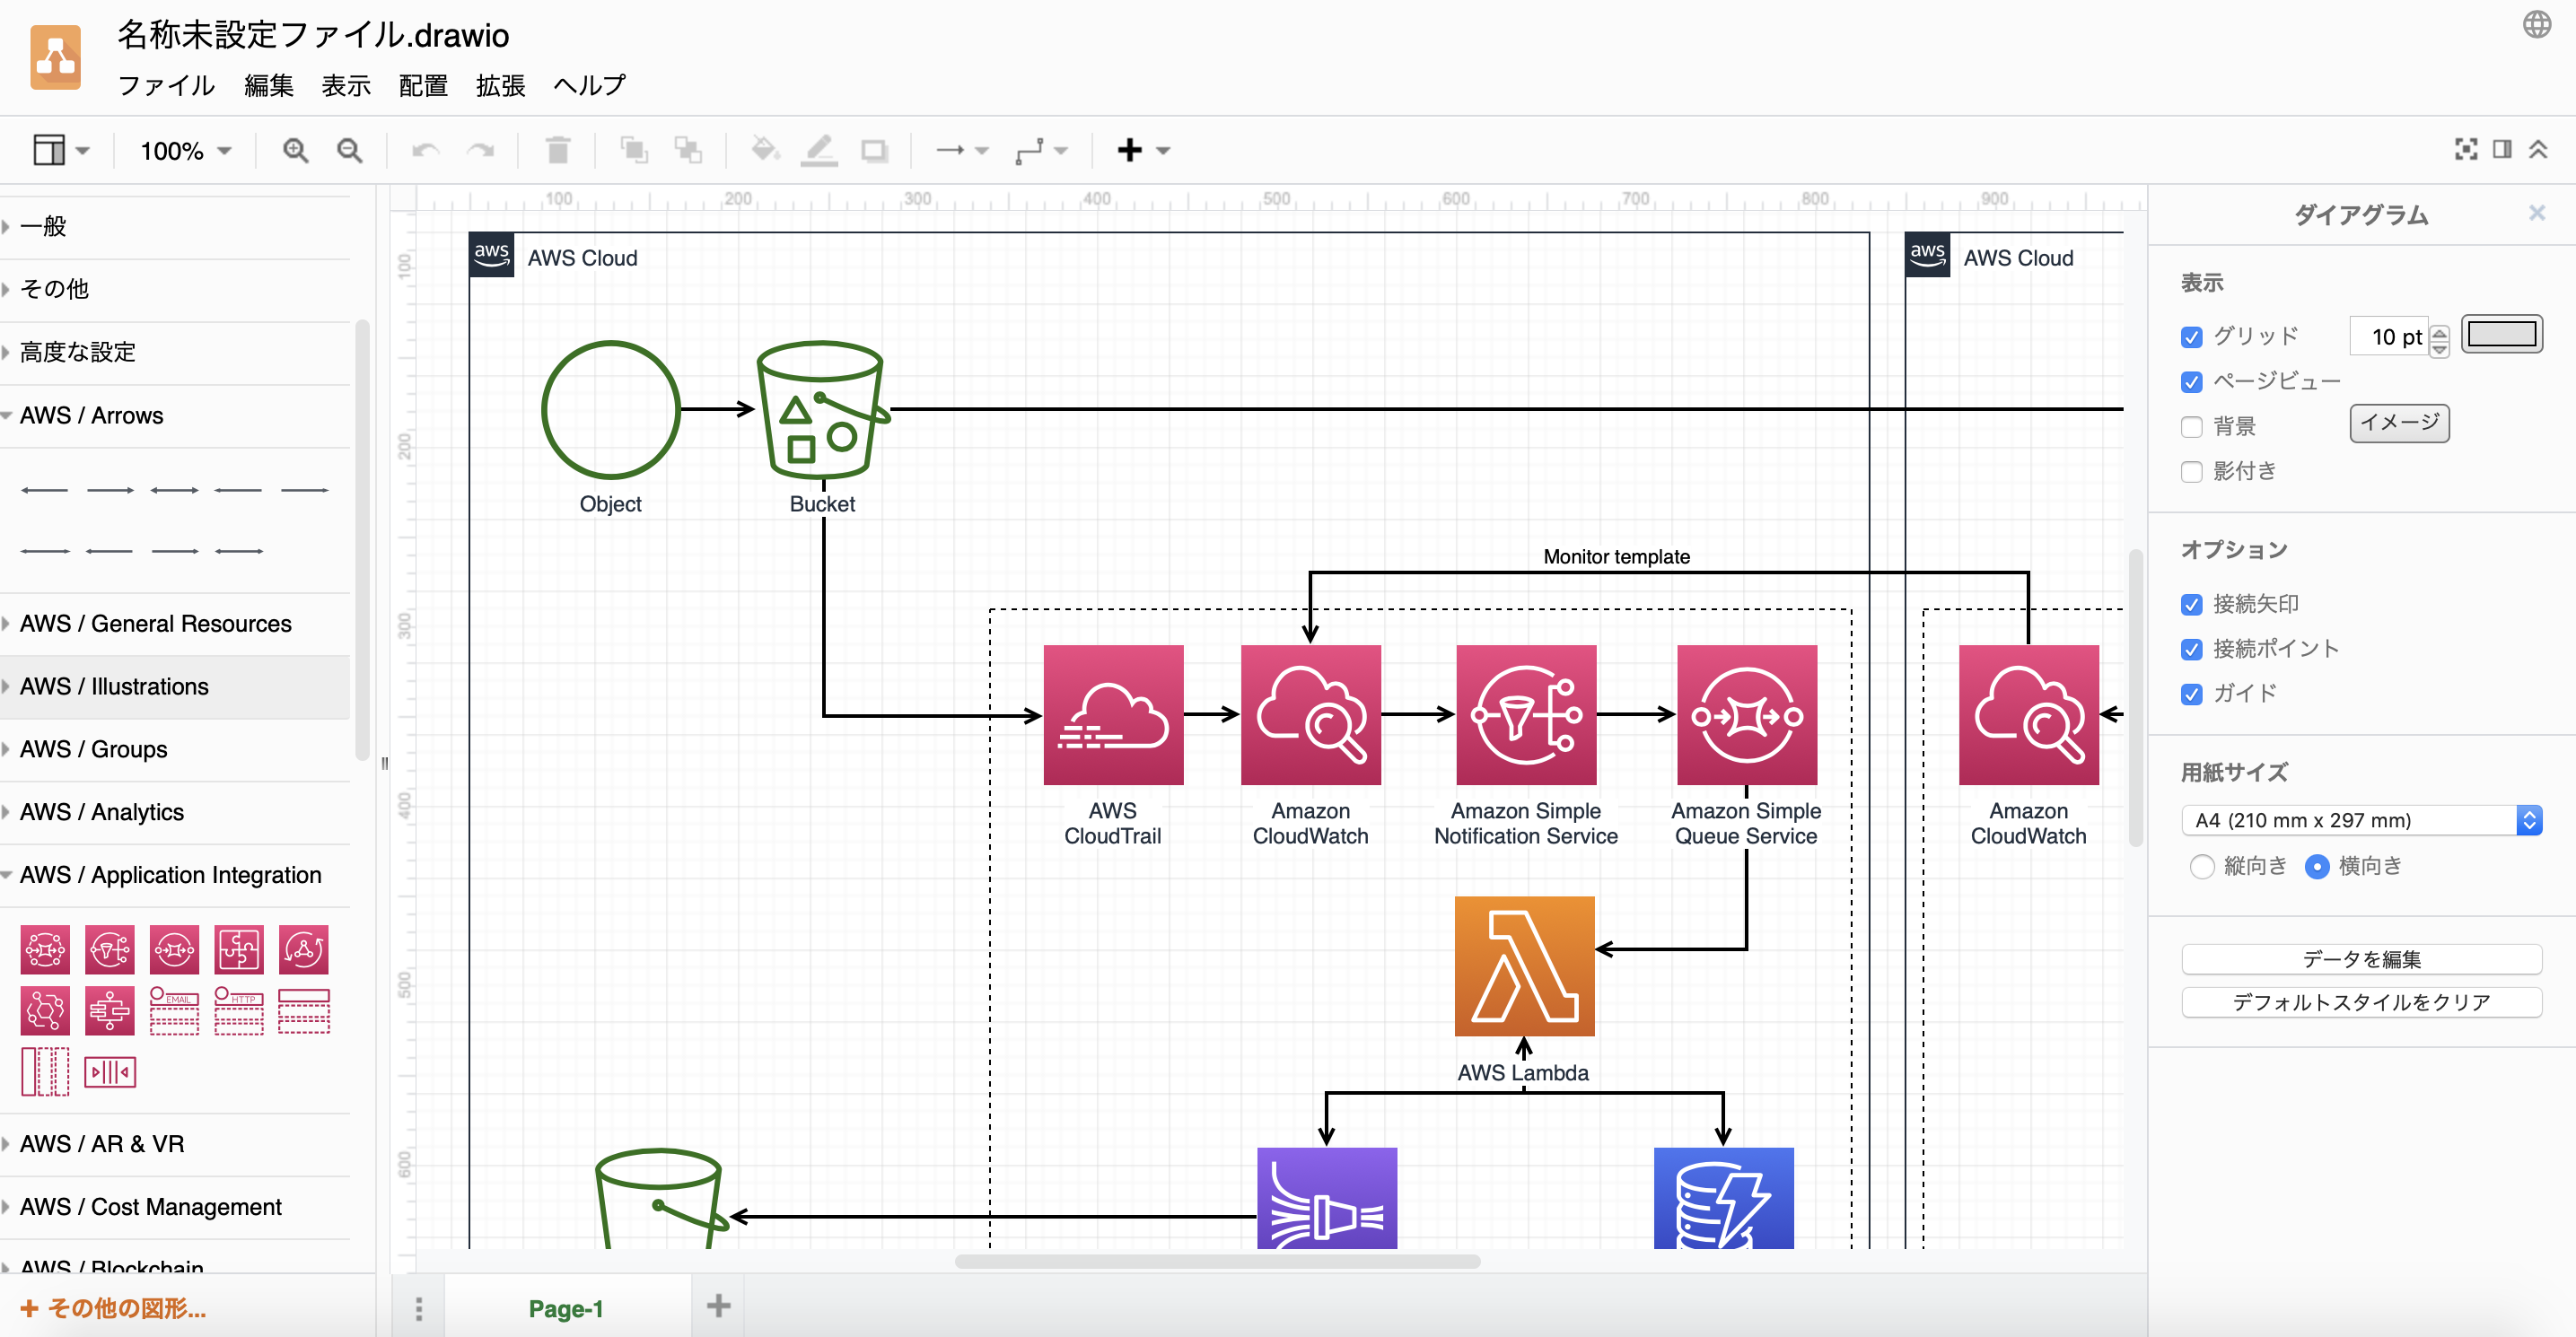 名称未設定ファイル.drawio
ファイル 編集 表示 配置 拡張 ヘルプ
100%
一般
その他
高度な設定
AWS / Arrows
AWS / General Resources
AWS / Illustrations
AWS / Groups
AWS / Analytics
AWS / Application Integration
EMAIL
HTTP
AWS / AR & VR
AWS / Cost Management
AWS / Blockchain
+ その他の図形...
100 200 300 400 500 600 700 800 900
100
200
300
400
500
600
aws
AWS Cloud
aws
AWS Cloud
Object
Bucket
Monitor template
AWS
CloudTrail
Amazon
CloudWatch
Amazon Simple
Notification Service
Amazon Simple
Queue Service
Amazon
CloudWatch
AWS Lambda
Page-1
ダイアグラム
表示
グリッド 10 pt
ページビュー
背景 イメージ
影付き
オプション
接続矢印
接続ポイント
ガイド
用紙サイズ
A4 (210 mm x 297 mm)
縦向き 横向き
データを編集
デフォルトスタイルをクリア